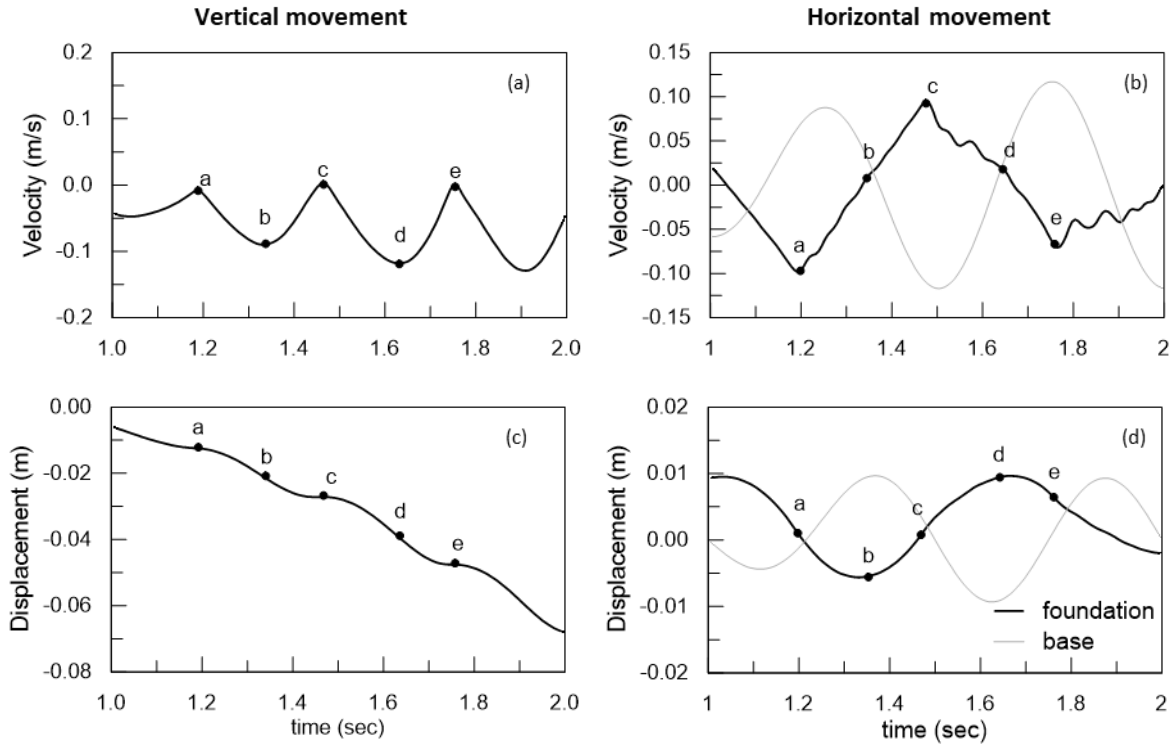 Vertical movement
Horizontal movement
(a)
Velocity (m/s)
0.2
0.1
0.0
-0.1
-0.2
a
b
c
d
e
1.0
1.2
1.4
1.6
1.8
2.0
(b)
Velocity (m/s)
0.15
0.10
0.05
0.00
-0.05
-0.10
-0.15
a
b
c
d
e
1
1.2
1.4
1.6
1.8
2
(c)
Displacement (m)
0.00
-0.02
-0.04
-0.06
-0.08
a
b
c
d
e
1.0
1.2
1.4
1.6
1.8
2.0
time (sec)
(d)
Displacement (m)
0.02
0.01
0.00
-0.01
-0.02
a
b
c
d
e
foundation
base
1
1.2
1.4
1.6
1.8
2
time (sec)